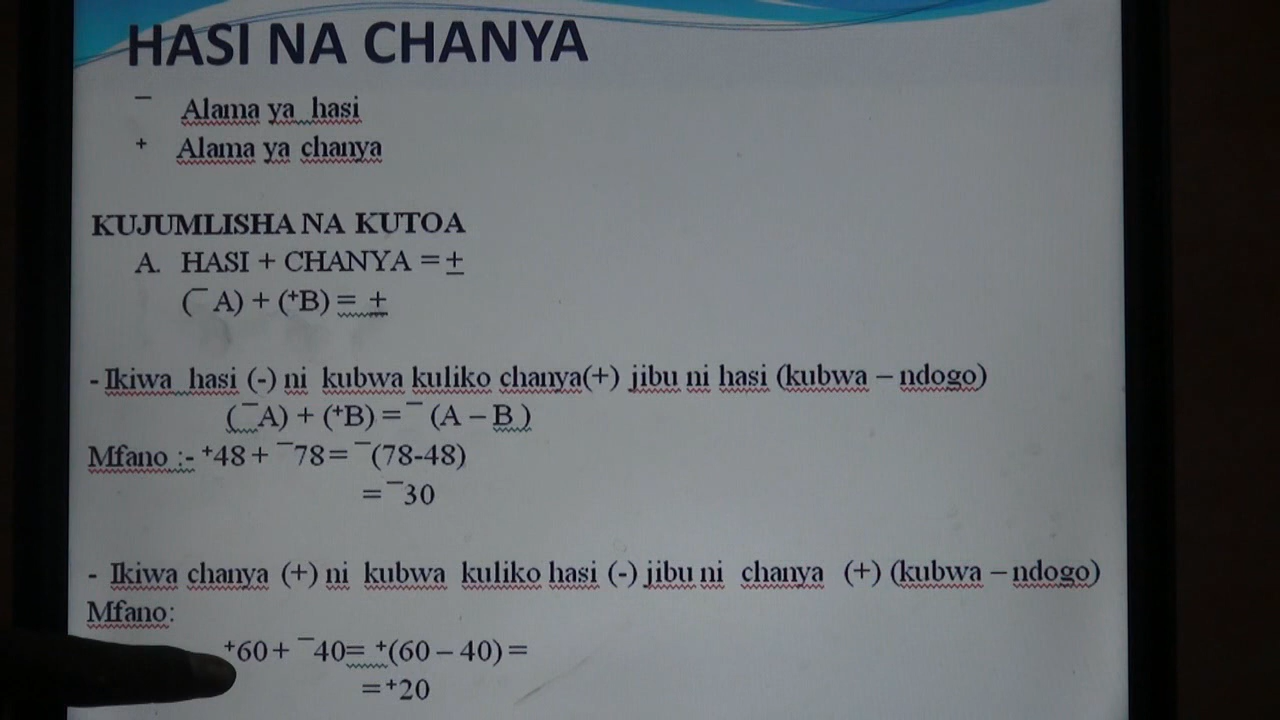 HASI NA CHANYA
¯ Alama ya hasi
⁺ Alama ya chanya
KUJUMLISHA NA KUTOA
A. HASI + CHANYA = ±
(¯A) + (⁺B) = ±
- Ikiwa hasi (-) ni kubwa kuliko chanya(+) jibu ni hasi (kubwa – ndogo)
(¯A) + (⁺B) = ¯ (A – B )
Mfano :- ⁺48 + ¯78= ¯(78-48)
= ¯30
- Ikiwa chanya (+) ni kubwa kuliko hasi (-) jibu ni chanya (+) (kubwa – ndogo)
Mfano:
⁺60 + ¯40= ⁺(60 – 40) =
= ⁺20